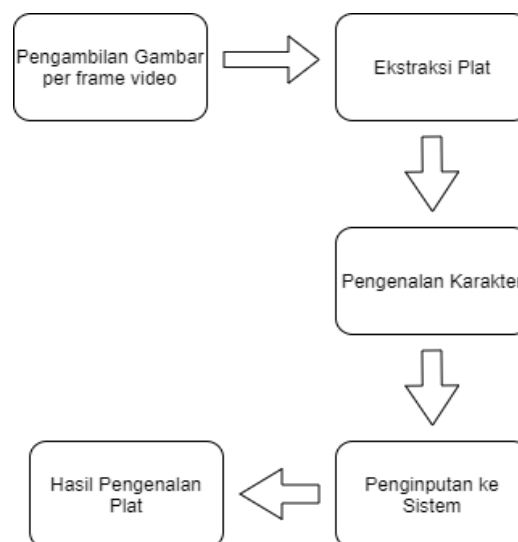 Pengambilan Gambar
per frame video
Ekstraksi Plat
Pengenalan Karakter
Penginputan ke
Sistem
Hasil Pengenalan
Plat